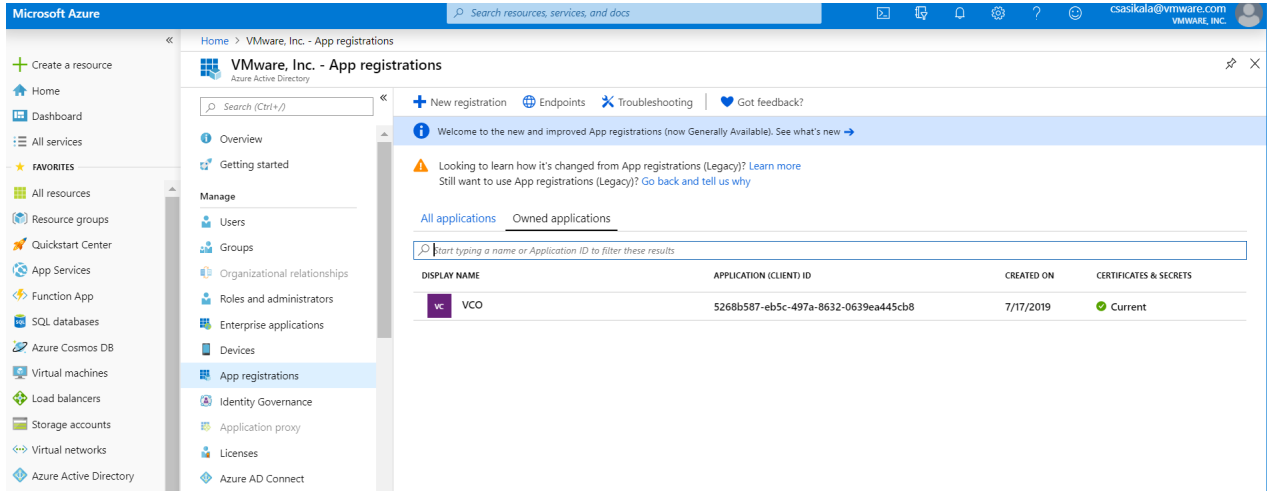 Microsoft Azure
Search resources, services, and docs
csasikala@vmware.com
VMWARE, INC.
Create a resource
Home
Dashboard
All services
FAVORITES
All resources
Resource groups
Quickstart Center
App Services
Function App
SQL databases
Azure Cosmos DB
Virtual machines
Load balancers
Storage accounts
Virtual networks
Azure Active Directory
Home > VMware, Inc. - App registrations
VMware, Inc. - App registrations
Azure Active Directory
Search (Ctrl+/)
Overview
Getting started
Manage
Users
Groups
Organizational relationships
Roles and administrators
Enterprise applications
Devices
App registrations
Identity Governance
Application proxy
Licenses
Azure AD Connect
New registration Endpoints Troubleshooting Got feedback?
Welcome to the new and improved App registrations (now Generally Available). See what's new →
Looking to learn how it's changed from App registrations (Legacy)? Learn more
Still want to use App registrations (Legacy)? Go back and tell us why
All applications Owned applications
Start typing a name or Application ID to filter these results
DISPLAY NAME APPLICATION (CLIENT) ID CREATED ON CERTIFICATES & SECRETS
VC VCO 5268b587-eb5c-497a-8632-0639ea445cb8 7/17/2019 Current